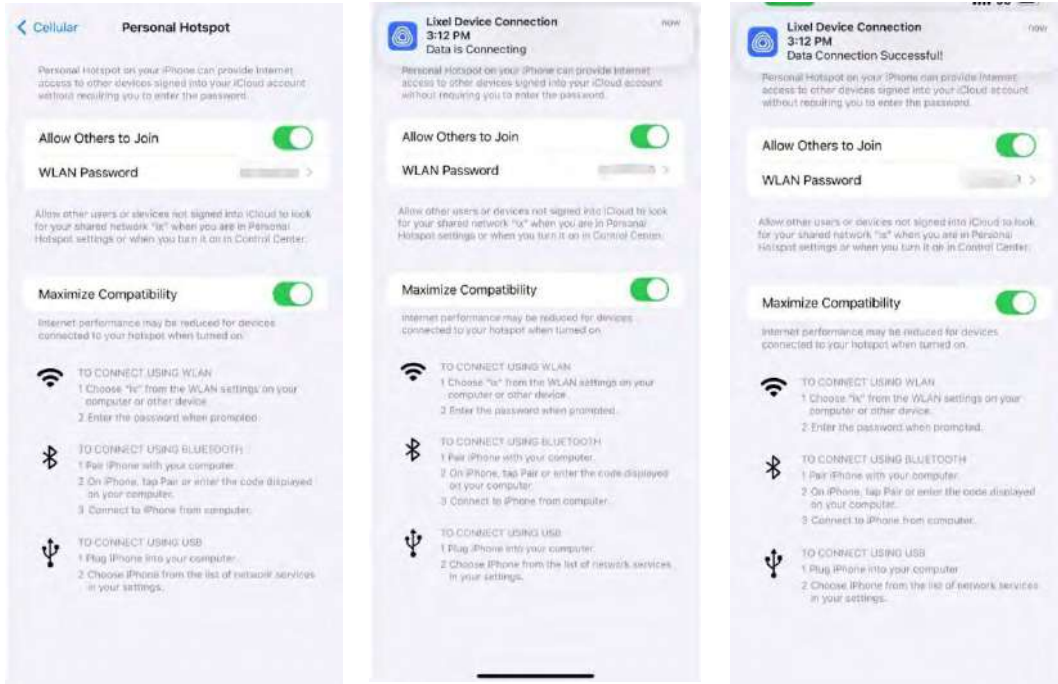 Cellular
Personal Hotspot
Personal Hotspot on your iPhone can provide Internet
access to other devices signed into your iCloud account
without requiring you to enter the password.
Allow Others to Join
WLAN Password
Allow other users or devices not signed into iCloud to look
for your shared network "ix" when you are in Personal
Hotspot settings or when you turn it on in Control Center.
Maximize Compatibility
Internet performance may be reduced for devices
connected to your hotspot when turned on.
TO CONNECT USING WLAN
1 Choose "ix" from the WLAN settings on your
computer or other device
2 Enter the password when prompted.
TO CONNECT USING BLUETOOTH
1 Pair iPhone with your computer.
2 On iPhone, tap Pair or enter the code displayed
on your computer.
3 Connect to iPhone from computer.
TO CONNECT USING USB
1 Plug iPhone into your computer.
2 Choose iPhone from the list of network services
in your settings.
Lixel Device Connection
now
3:12 PM
Data is Connecting
Personal Hotspot on your iPhone can provide Internet
access to other devices signed into your iCloud account
without requiring you to enter the password.
Allow Others to Join
WLAN Password
Allow other users or devices not signed into iCloud to look
for your shared network "ix" when you are in Personal
Hotspot settings or when you turn it on in Control Center.
Maximize Compatibility
Internet performance may be reduced for devices
connected to your hotspot when turned on.
TO CONNECT USING WLAN
1 Choose "ix" from the WLAN settings on your
computer or other device.
2 Enter the password when prompted.
TO CONNECT USING BLUETOOTH
1 Pair iPhone with your computer.
2 On iPhone, tap Pair or enter the code displayed
on your computer.
3 Connect to iPhone from computer.
TO CONNECT USING USB
1 Plug iPhone into your computer.
2 Choose iPhone from the list of network services
in your settings.
Lixel Device Connection
now
3:12 PM
Data Connection Successful!
Personal Hotspot on your iPhone can provide Internet
access to other devices signed into your iCloud account
without requiring you to enter the password.
Allow Others to Join
WLAN Password
Allow other users or devices not signed into iCloud to look
for your shared network "ix" when you are in Personal
Hotspot settings or when you turn it on in Control Center.
Maximize Compatibility
Internet performance may be reduced for devices
connected to your hotspot when turned on.
TO CONNECT USING WLAN
1 Choose "ix" from the WLAN settings on your
computer or other device.
2 Enter the password when prompted.
TO CONNECT USING BLUETOOTH
1 Pair iPhone with your computer.
2 On iPhone, tap Pair or enter the code displayed
on your computer.
3 Connect to iPhone from computer.
TO CONNECT USING USB
1 Plug iPhone into your computer
2 Choose iPhone from the list of network services
in your settings.